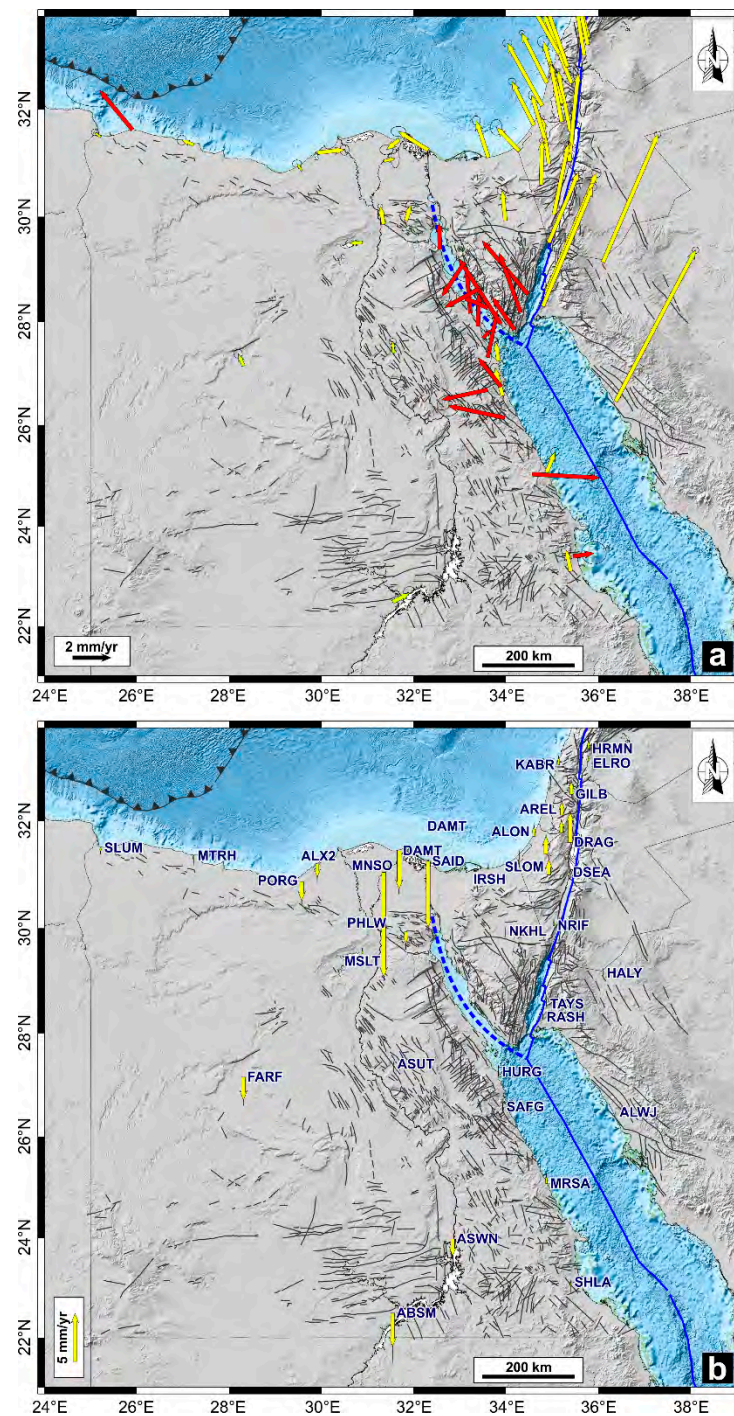 32°N
30°N
28°N
26°N
24°N
22°N
2 mm/yr
200 km
a
24°E 26°E 28°E 30°E 32°E 34°E 36°E 38°E
HRMN
KABR ELRO
GILB
AREL
32°N
DAMT ALON
SLUM MTRH ALX2 MNSO DAMT SAID DRAG
PORG IRSH SLOM DSEA
30°N
PHLW NKHL NRIF
MSLT HALY
28°N
TAYS
RASH
FARF ASUT HURG
SAFG ALWJ
26°N
MRSA
24°N
ASWN
SHLA
22°N
ABSM
5 mm/yr
200 km
b
24°E 26°E 28°E 30°E 32°E 34°E 36°E 38°E